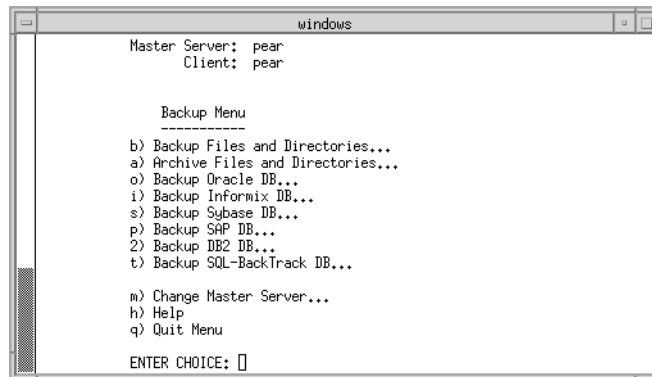 windows
Master Server: pear
Client: pear
Backup Menu
-----------
b) Backup Files and Directories...
a) Archive Files and Directories...
o) Backup Oracle DB...
i) Backup Informix DB...
s) Backup Sybase DB...
p) Backup SAP DB...
2) Backup DB2 DB...
t) Backup SQL-BackTrack DB...
m) Change Master Server...
h) Help
q) Quit Menu
ENTER CHOICE: